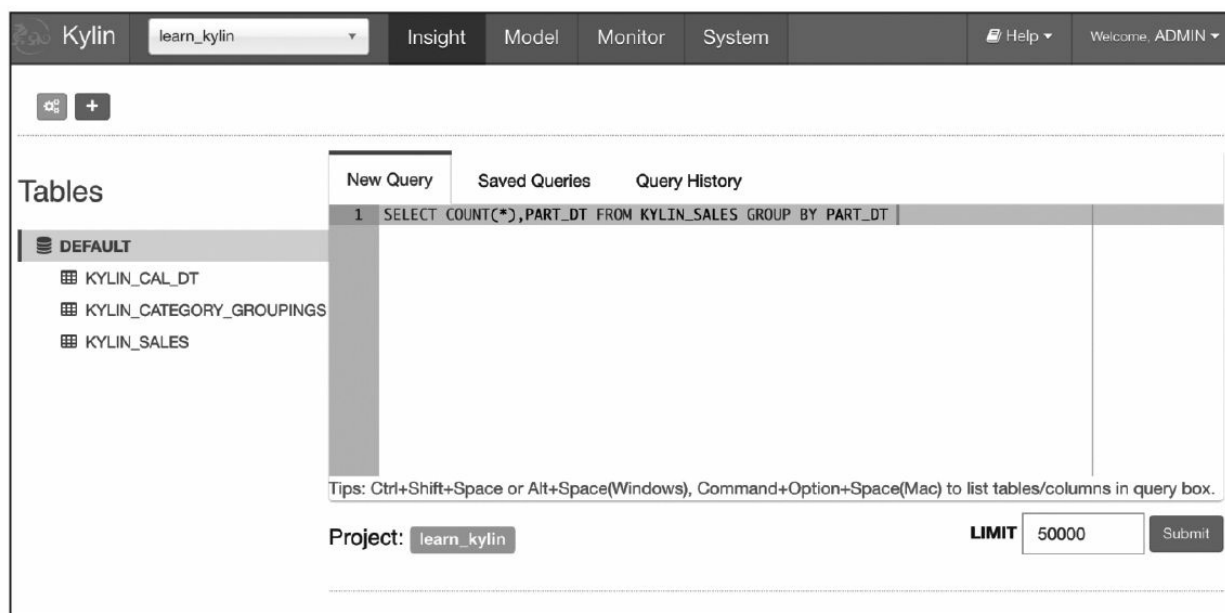 Kylin learn_kylin Insight Model Monitor System Help Welcome, ADMIN
Tables
New Query Saved Queries Query History
1 SELECT COUNT(*),PART_DT FROM KYLIN_SALES GROUP BY PART_DT
DEFAULT
KYLIN_CAL_DT
KYLIN_CATEGORY_GROUPINGS
KYLIN_SALES
Tips: Ctrl+Shift+Space or Alt+Space(Windows), Command+Option+Space(Mac) to list tables/columns in query box.
Project: learn_kylin LIMIT 50000 Submit